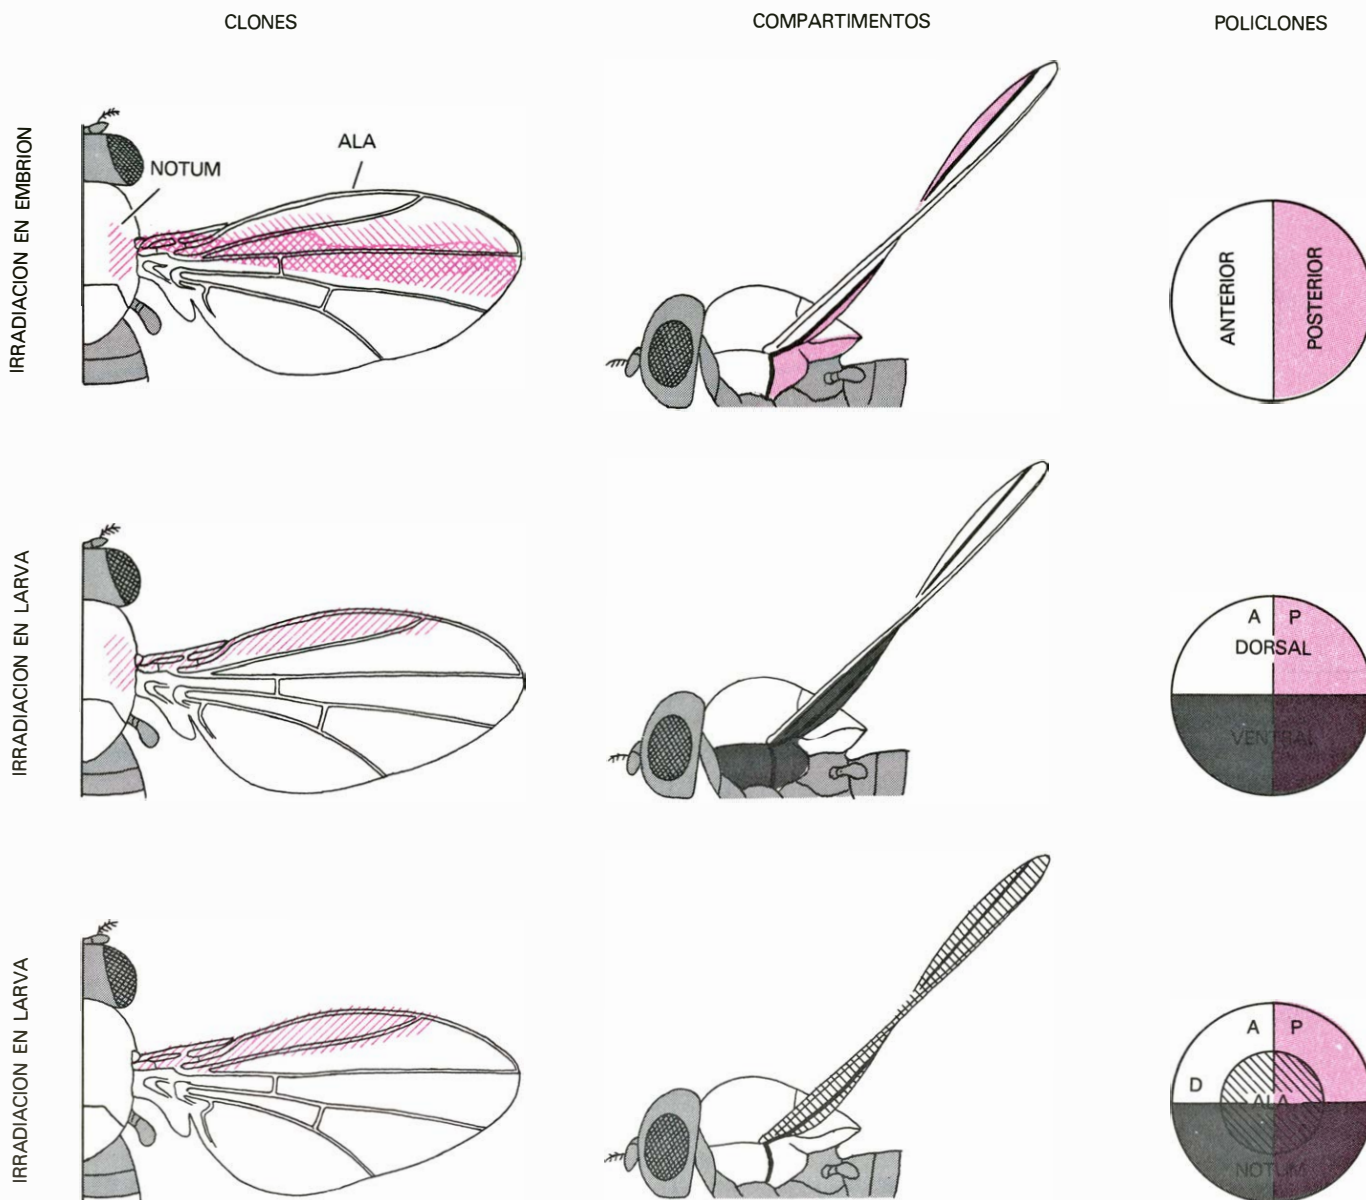 CLONES
COMPARTIMENTOS
POLICLONES
IRRADIACION EN EMBRION
NOTUM
ALA
ANTERIOR
POSTERIOR
IRRADIACION EN LARVA
A P
DORSAL
VENTRAL
IRRADIACION EN LARVA
A P
D
ALA
NOTUM